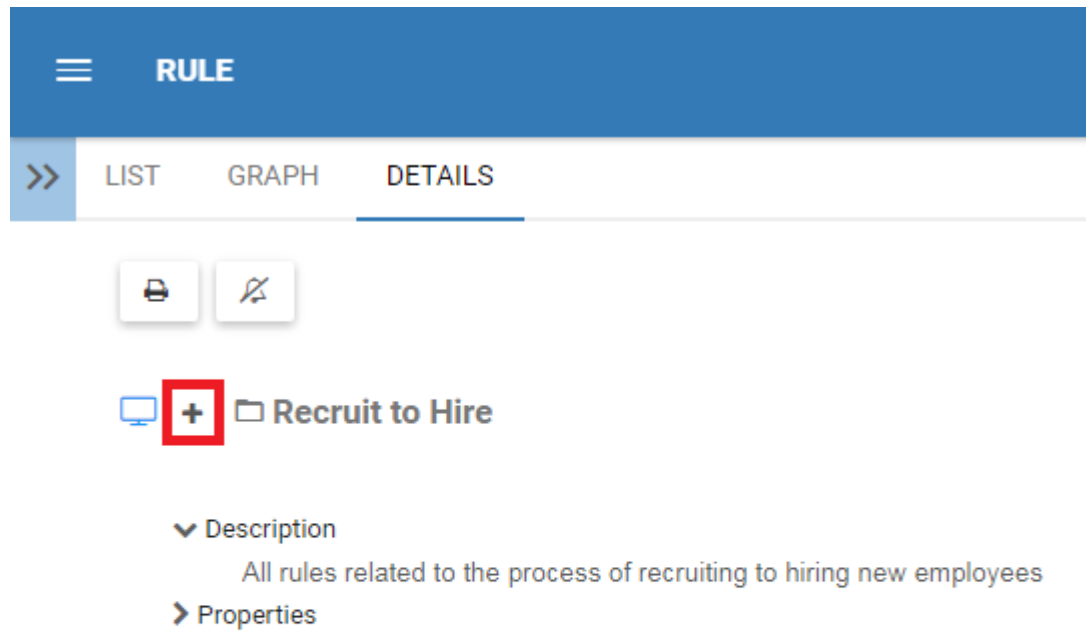 RULE
LIST GRAPH DETAILS
Recruit to Hire
Description
All rules related to the process of recruiting to hiring new employees
Properties